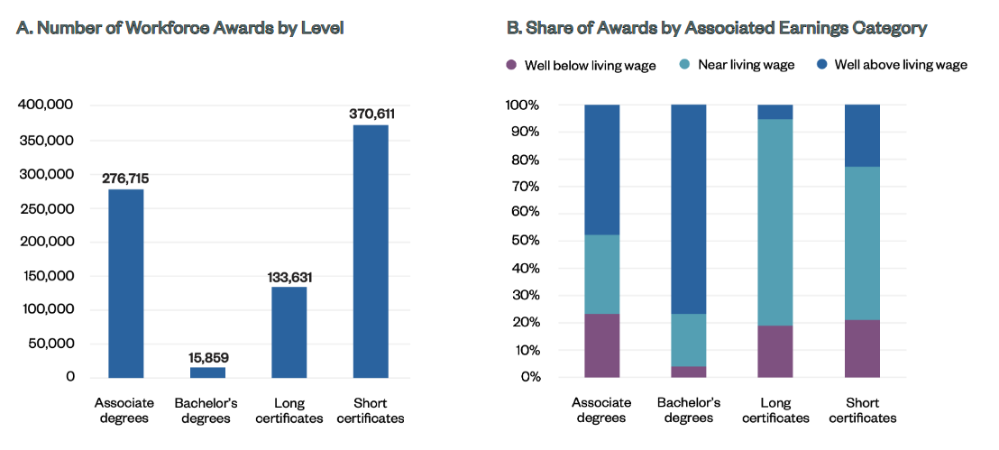 A. Number of Workforce Awards by Level
400,000
350,000
300,000
250,000
200,000
150,000
100,000
50,000
0
276,715
15,859
133,631
370,611
Associate
degrees
Bachelor's
degrees
Long
certificates
Short
certificates
B. Share of Awards by Associated Earnings Category
Well below living wage
Near living wage
Well above living wage
100%
90%
80%
70%
60%
50%
40%
30%
20%
10%
0%
Associate
degrees
Bachelor's
degrees
Long
certificates
Short
certificates